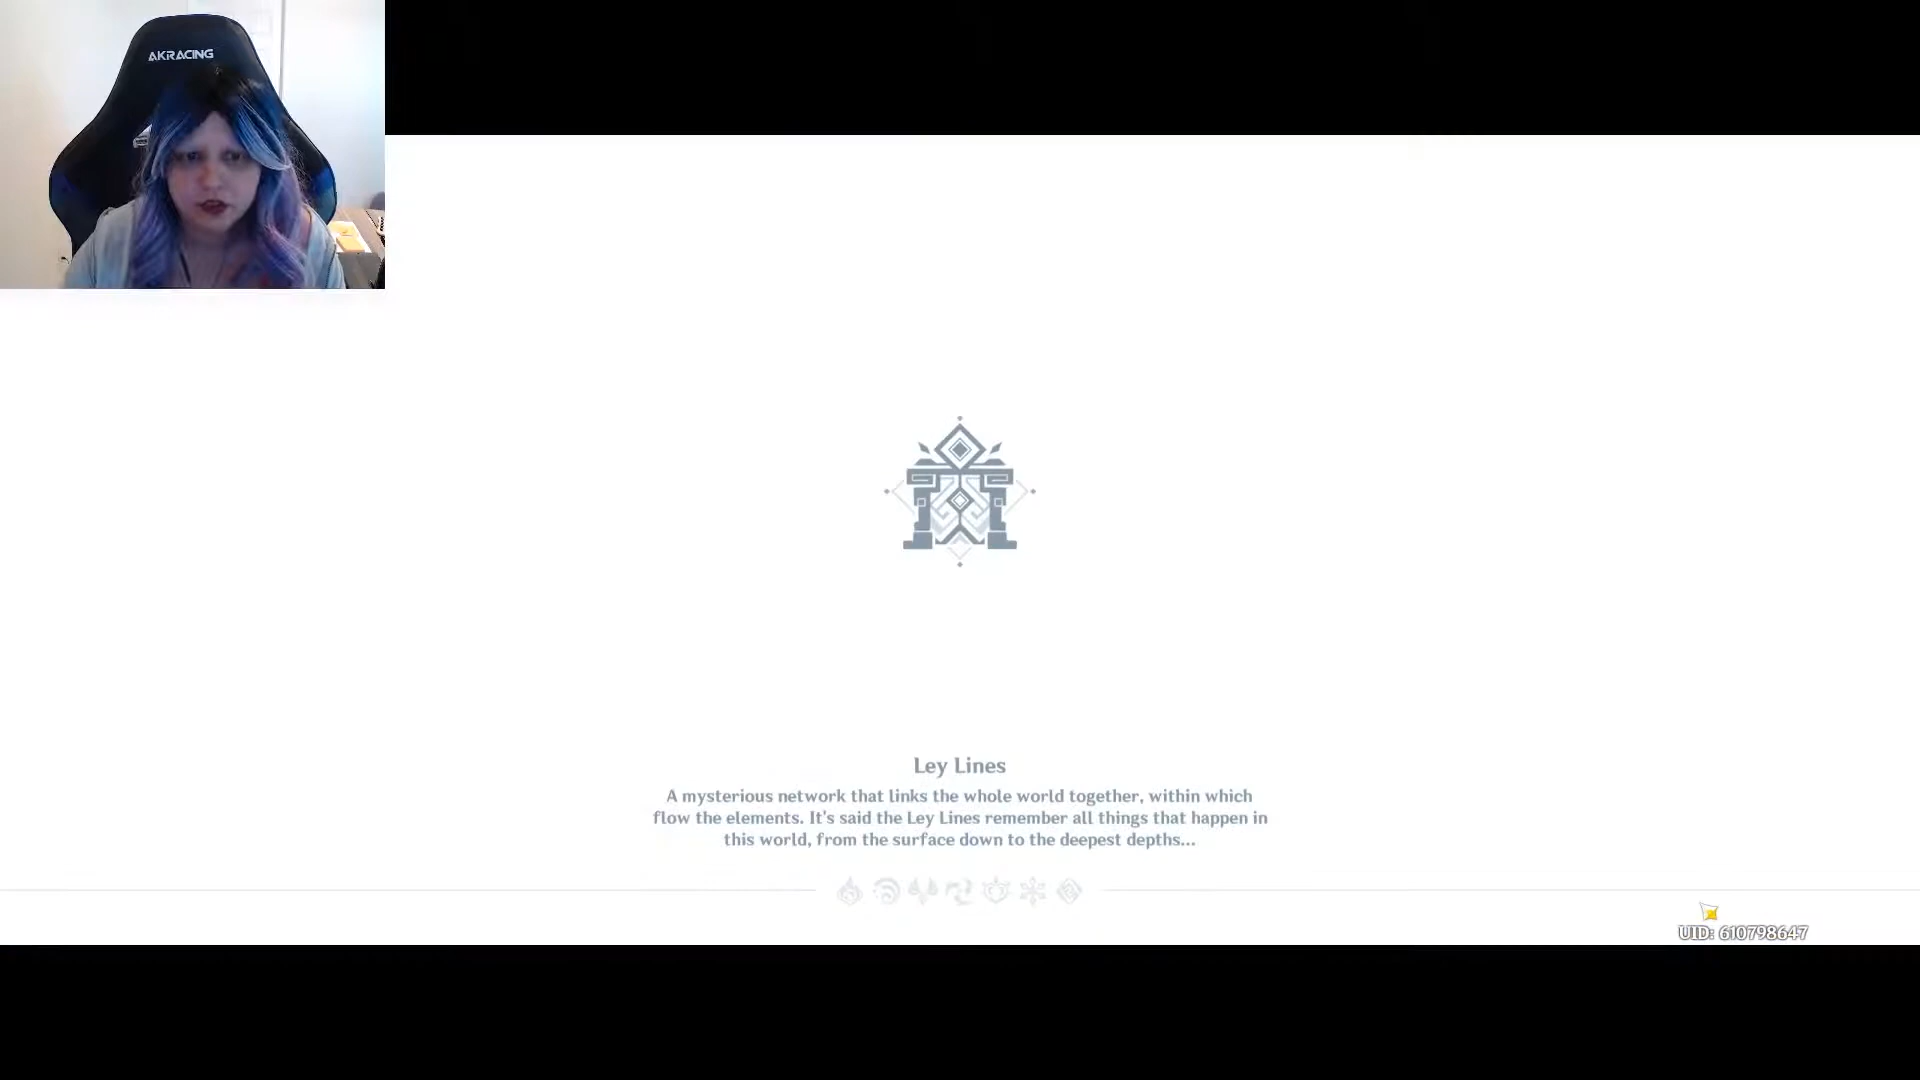 AKRACING
Ley Lines
A mysterious network that links the whole world together, within which
flow the elements. It's said the Ley Lines remember all things that happen in
this world, from the surface down to the deepest depths...
UID: 610798647